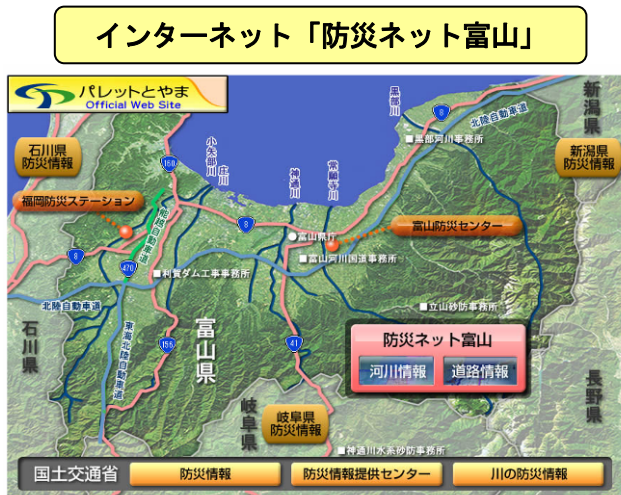 インターネット「防災ネット富山」
パレットとやま
Official Web Site
石川県
防災情報
新潟県
新潟県
防災情報
黒部川
8
北陸自動車道
黒部河川事務所
160
小矢部川
庄川
神通川
常願寺川
福岡防災ステーション
能越自動車道
8
富山県庁
富山防災センター
8
470
利賀ダム工事事務所
富山河川国道事務所
北陸自動車道
立山砂防事務所
石川県
東海北陸自動車道
富山県
156
41
防災ネット富山
河川情報
道路情報
長野県
岐阜県
岐阜県
防災情報
神通川水系砂防事務所
国土交通省
防災情報
防災情報提供センター
川の防災情報